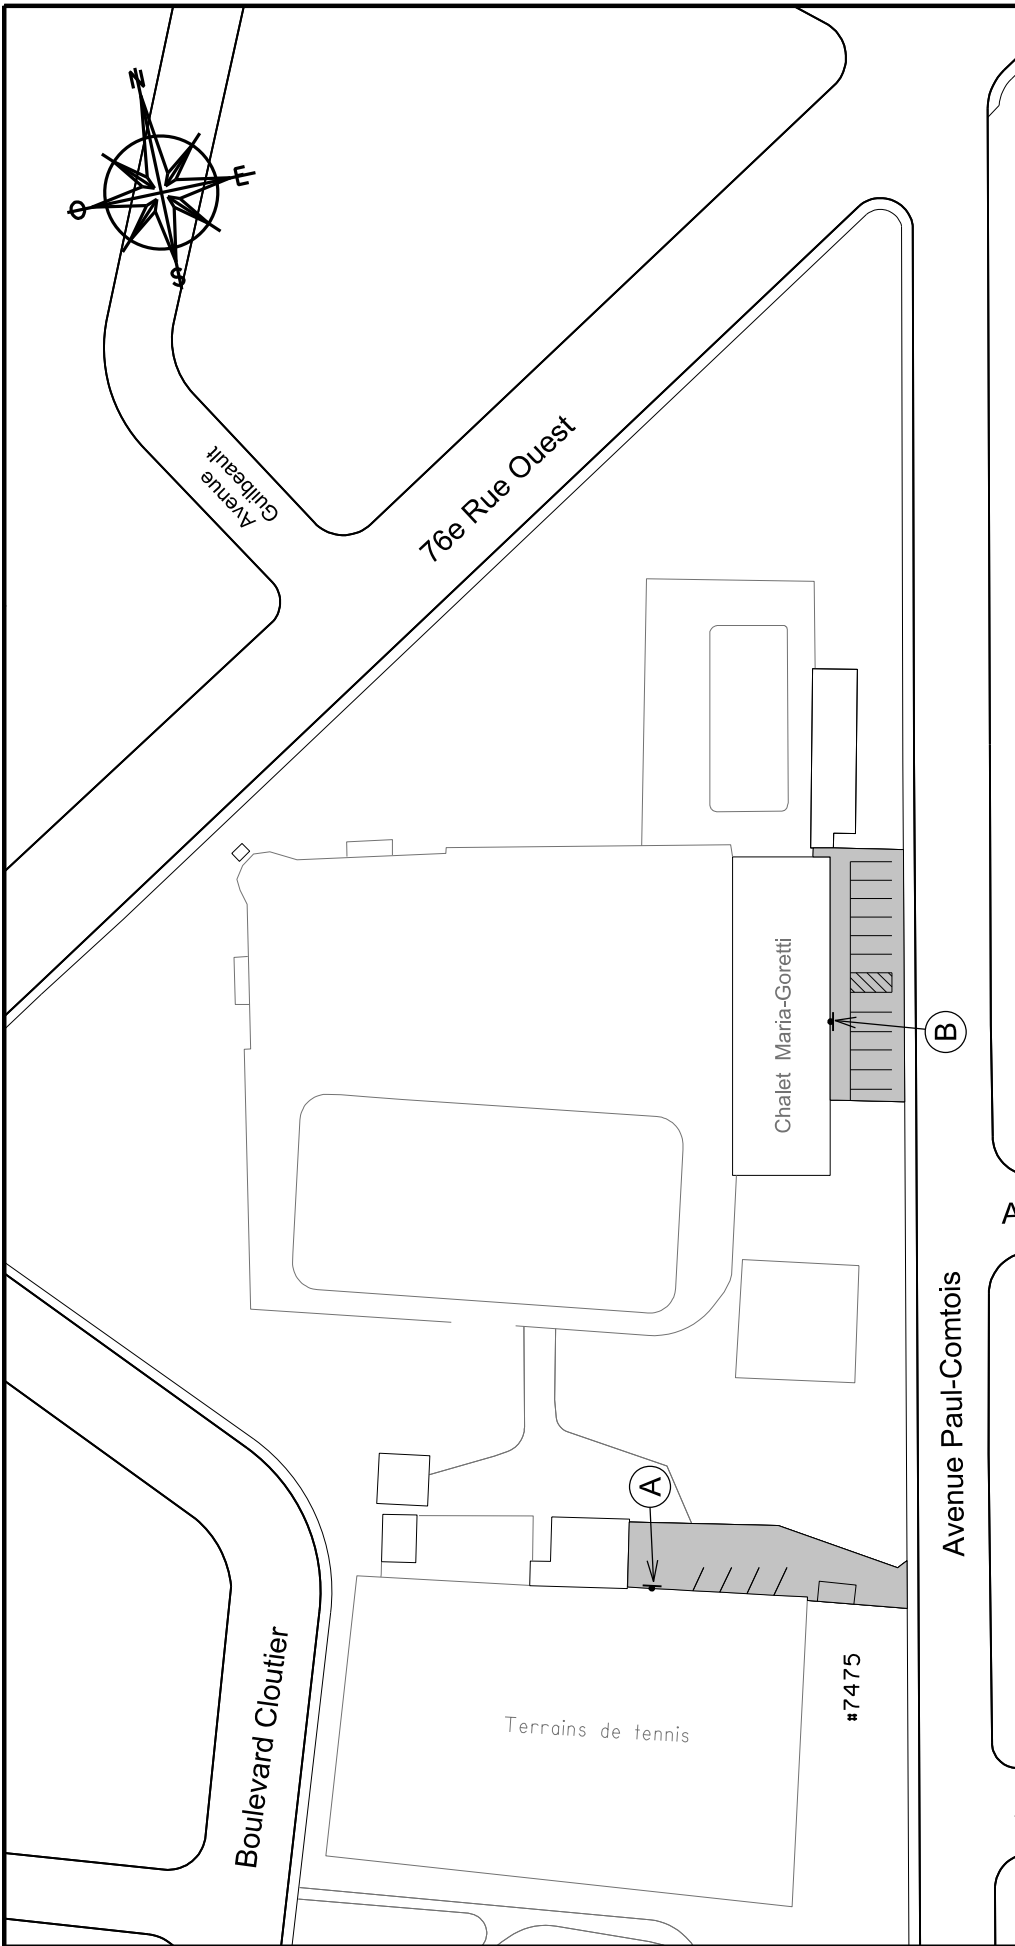 N
E
O
S
Avenue
Guilbeault
76e Rue Ouest
Chalet Maria-Goretti
B
A
Avenue Paul-Comtois
A
#7475
Terrains de tennis
Boulevard Cloutier